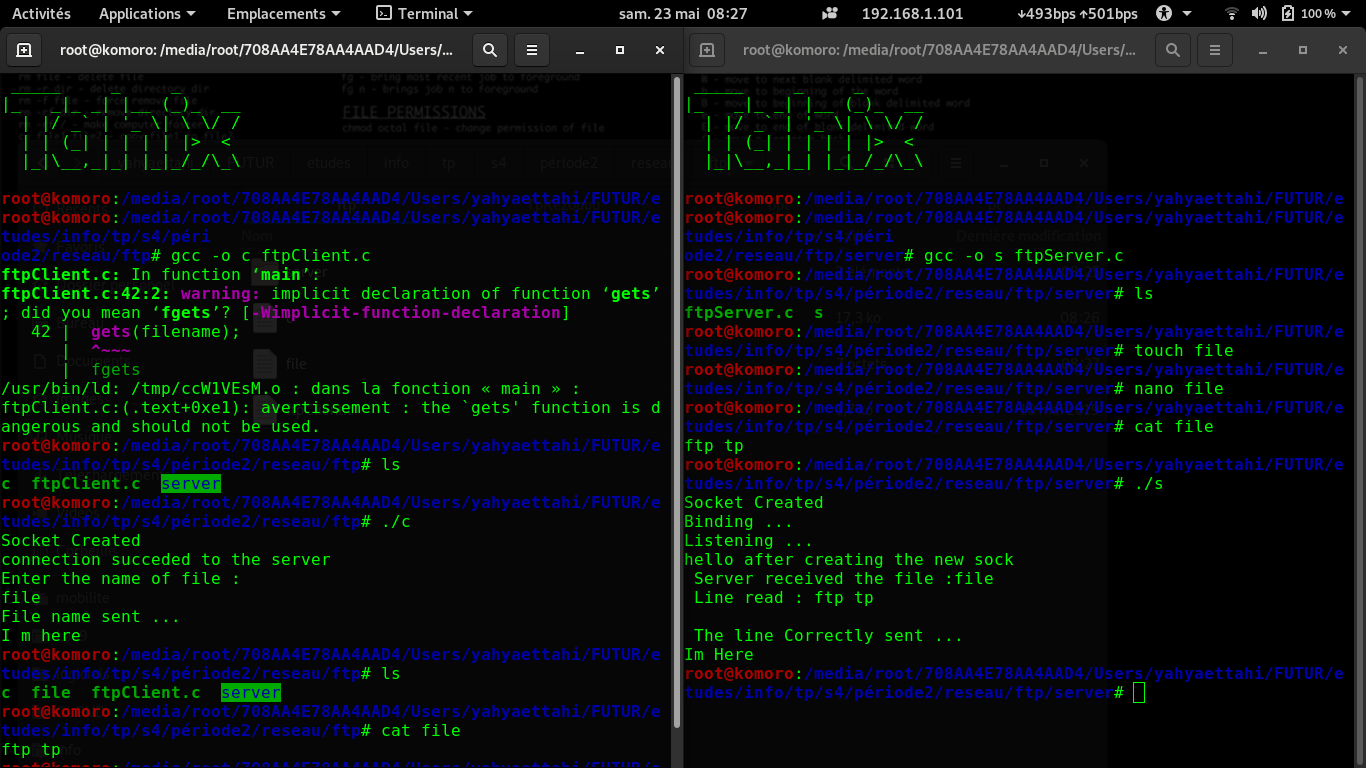 Activités Applications Emplacements Terminal sam. 23 mai 08:27 192.168.1.101 ↓493bps ↑501bps 100 %
root@komoro: /media/root/708AA4E78AA4AAD4/Users/...
root@komoro:/media/root/708AA4E78AA4AAD4/Users/yahyaettahi/FUTUR/e
root@komoro:/media/root/708AA4E78AA4AAD4/Users/yahyaettahi/FUTUR/e
tudes/info/tp/s4/péri
ode2/reseau/ftp# gcc -o c ftpClient.c
ftpClient.c: In function ‘main’:
ftpClient.c:42:2: warning: implicit declaration of function ‘gets’
; did you mean ‘fgets’? [-Wimplicit-function-declaration]
42 | gets(filename);
| ^~~~
| fgets
/usr/bin/ld: /tmp/ccW1VEsM.o : dans la fonction « main » :
ftpClient.c:(.text+0xe1): avertissement : the `gets' function is d
angerous and should not be used.
root@komoro:/media/root/708AA4E78AA4AAD4/Users/yahyaettahi/FUTUR/e
tudes/info/tp/s4/période2/reseau/ftp# ls
c ftpClient.c server
root@komoro:/media/root/708AA4E78AA4AAD4/Users/yahyaettahi/FUTUR/e
tudes/info/tp/s4/période2/reseau/ftp# ./c
Socket Created
connection succeded to the server
Enter the name of file :
file
File name sent ...
I m here
root@komoro:/media/root/708AA4E78AA4AAD4/Users/yahyaettahi/FUTUR/e
tudes/info/tp/s4/période2/reseau/ftp# ls
c file ftpClient.c server
root@komoro:/media/root/708AA4E78AA4AAD4/Users/yahyaettahi/FUTUR/e
tudes/info/tp/s4/période2/reseau/ftp# cat file
ftp tp
root@komoro: /media/root/708AA4E78AA4AAD4/Users/...
root@komoro:/media/root/708AA4E78AA4AAD4/Users/yahyaettahi/FUTUR/e
root@komoro:/media/root/708AA4E78AA4AAD4/Users/yahyaettahi/FUTUR/e
tudes/info/tp/s4/péri
ode2/reseau/ftp/server# gcc -o s ftpServer.c
root@komoro:/media/root/708AA4E78AA4AAD4/Users/yahyaettahi/FUTUR/e
tudes/info/tp/s4/période2/reseau/ftp/server# ls
ftpServer.c s
root@komoro:/media/root/708AA4E78AA4AAD4/Users/yahyaettahi/FUTUR/e
tudes/info/tp/s4/période2/reseau/ftp/server# touch file
root@komoro:/media/root/708AA4E78AA4AAD4/Users/yahyaettahi/FUTUR/e
tudes/info/tp/s4/période2/reseau/ftp/server# nano file
root@komoro:/media/root/708AA4E78AA4AAD4/Users/yahyaettahi/FUTUR/e
tudes/info/tp/s4/période2/reseau/ftp/server# cat file
ftp tp
root@komoro:/media/root/708AA4E78AA4AAD4/Users/yahyaettahi/FUTUR/e
tudes/info/tp/s4/période2/reseau/ftp/server# ./s
Socket Created
Binding ...
Listening ...
hello after creating the new sock
Server received the file :file
Line read : ftp tp
The line Correctly sent ...
Im Here
root@komoro:/media/root/708AA4E78AA4AAD4/Users/yahyaettahi/FUTUR/e
tudes/info/tp/s4/période2/reseau/ftp/server#